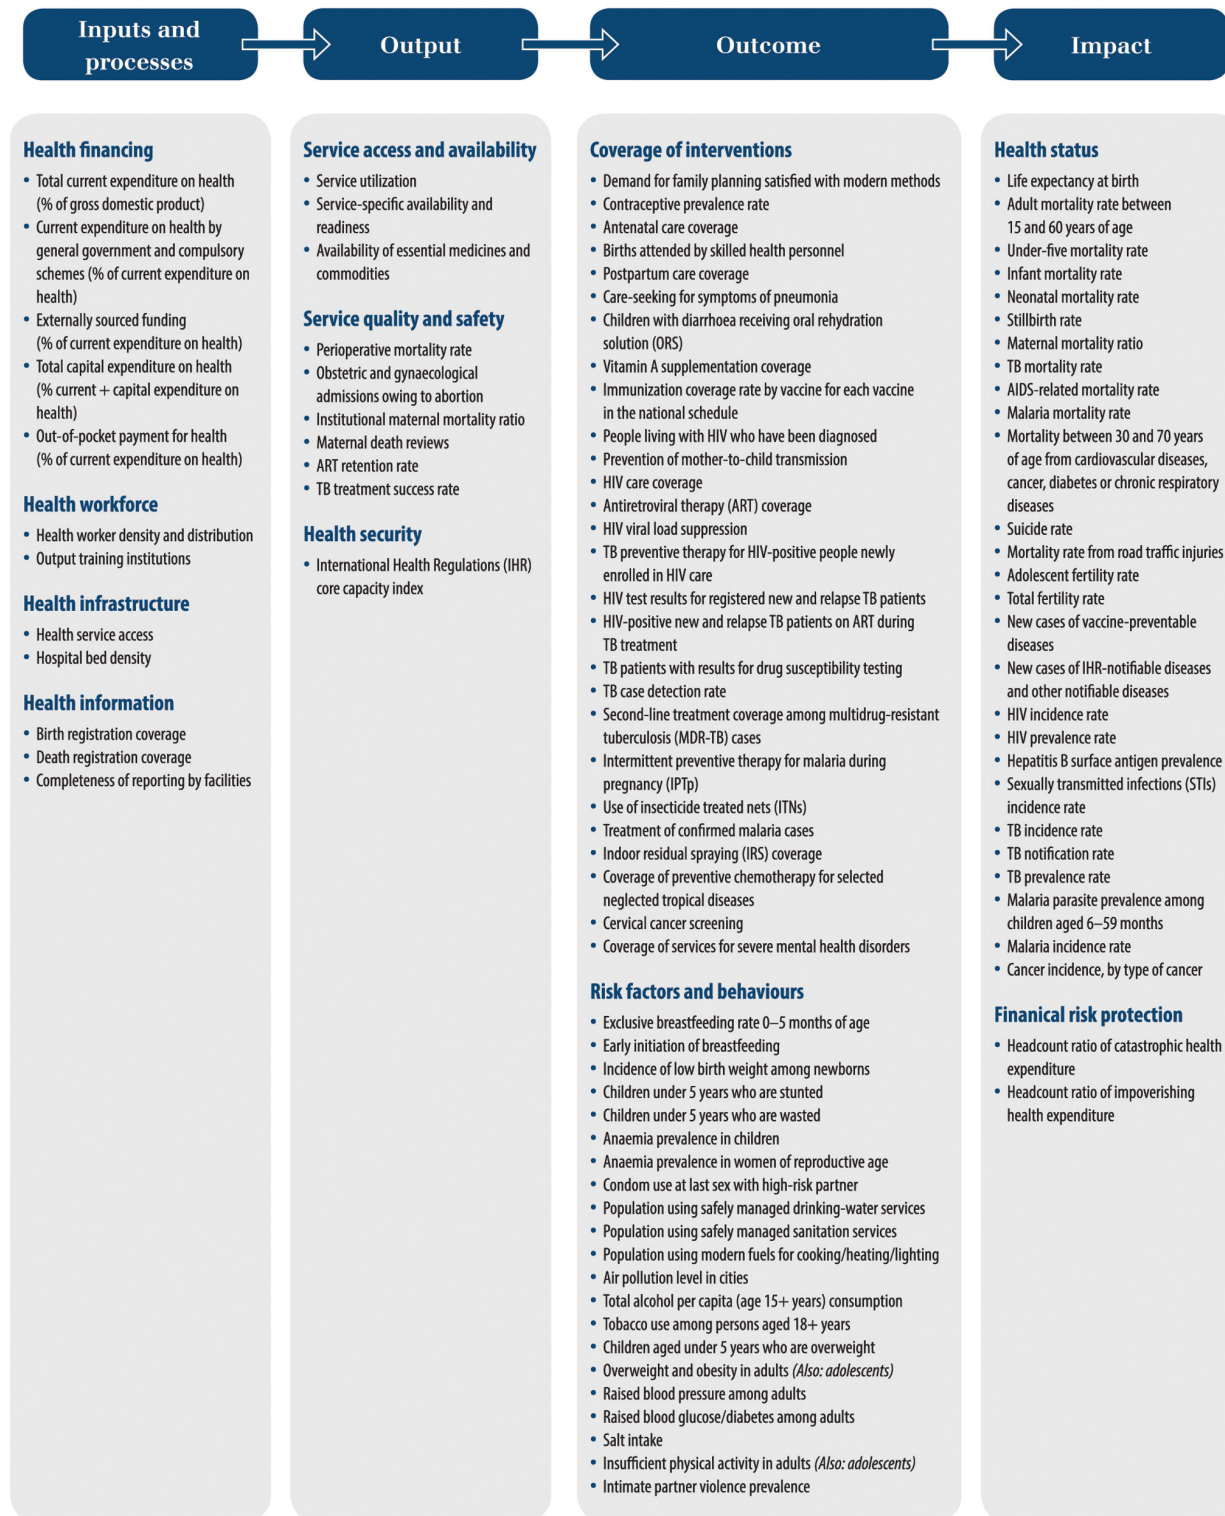 Inputs and
processes
Output
Outcome
Impact
Health financing
• Total current expenditure on health
(% of gross domestic product)
• Current expenditure on health by
general government and compulsory
schemes (% of current expenditure on
health)
• Externally sourced funding
(% of current expenditure on health)
• Total capital expenditure on health
(% current + capital expenditure on
health)
• Out-of-pocket payment for health
(% of current expenditure on health)
Health workforce
• Health worker density and distribution
• Output training institutions
Health infrastructure
• Health service access
• Hospital bed density
Health information
• Birth registration coverage
• Death registration coverage
• Completeness of reporting by facilities
Service access and availability
• Service utilization
• Service-specific availability and
readiness
• Availability of essential medicines and
commodities
Service quality and safety
• Perioperative mortality rate
• Obstetric and gynaecological
admissions owing to abortion
• Institutional maternal mortality ratio
• Maternal death reviews
• ART retention rate
• TB treatment success rate
Health security
• International Health Regulations (IHR)
core capacity index
Coverage of interventions
• Demand for family planning satisfied with modern methods
• Contraceptive prevalence rate
• Antenatal care coverage
• Births attended by skilled health personnel
• Postpartum care coverage
• Care-seeking for symptoms of pneumonia
• Children with diarrhoea receiving oral rehydration
solution (ORS)
• Vitamin A supplementation coverage
• Immunization coverage rate by vaccine for each vaccine
in the national schedule
• People living with HIV who have been diagnosed
• Prevention of mother-to-child transmission
• HIV care coverage
• Antiretroviral therapy (ART) coverage
• HIV viral load suppression
• TB preventive therapy for HIV-positive people newly
enrolled in HIV care
• HIV test results for registered new and relapse TB patients
• HIV-positive new and relapse TB patients on ART during
TB treatment
• TB patients with results for drug susceptibility testing
• TB case detection rate
• Second-line treatment coverage among multidrug-resistant
tuberculosis (MDR-TB) cases
• Intermittent preventive therapy for malaria during
pregnancy (IPTp)
• Use of insecticide treated nets (ITNs)
• Treatment of confirmed malaria cases
• Indoor residual spraying (IRS) coverage
• Coverage of preventive chemotherapy for selected
neglected tropical diseases
• Cervical cancer screening
• Coverage of services for severe mental health disorders
Risk factors and behaviours
• Exclusive breastfeeding rate 0–5 months of age
• Early initiation of breastfeeding
• Incidence of low birth weight among newborns
• Children under 5 years who are stunted
• Children under 5 years who are wasted
• Anaemia prevalence in children
• Anaemia prevalence in women of reproductive age
• Condom use at last sex with high-risk partner
• Population using safely managed drinking-water services
• Population using safely managed sanitation services
• Population using modern fuels for cooking/heating/lighting
• Air pollution level in cities
• Total alcohol per capita (age 15+ years) consumption
• Tobacco use among persons aged 18+ years
• Children aged under 5 years who are overweight
• Overweight and obesity in adults (Also: adolescents)
• Raised blood pressure among adults
• Raised blood glucose/diabetes among adults
• Salt intake
• Insufficient physical activity in adults (Also: adolescents)
• Intimate partner violence prevalence
Health status
• Life expectancy at birth
• Adult mortality rate between
15 and 60 years of age
• Under-five mortality rate
• Infant mortality rate
• Neonatal mortality rate
• Stillbirth rate
• Maternal mortality ratio
• TB mortality rate
• AIDS-related mortality rate
• Malaria mortality rate
• Mortality between 30 and 70 years
of age from cardiovascular diseases,
cancer, diabetes or chronic respiratory
diseases
• Suicide rate
• Mortality rate from road traffic injuries
• Adolescent fertility rate
• Total fertility rate
• New cases of vaccine-preventable
diseases
• New cases of IHR-notifiable diseases
and other notifiable diseases
• HIV incidence rate
• HIV prevalence rate
• Hepatitis B surface antigen prevalence
• Sexually transmitted infections (STIs)
incidence rate
• TB incidence rate
• TB notification rate
• TB prevalence rate
• Malaria parasite prevalence among
children aged 6–59 months
• Malaria incidence rate
• Cancer incidence, by type of cancer
Finanical risk protection
• Headcount ratio of catastrophic health
expenditure
• Headcount ratio of impoverishing
health expenditure